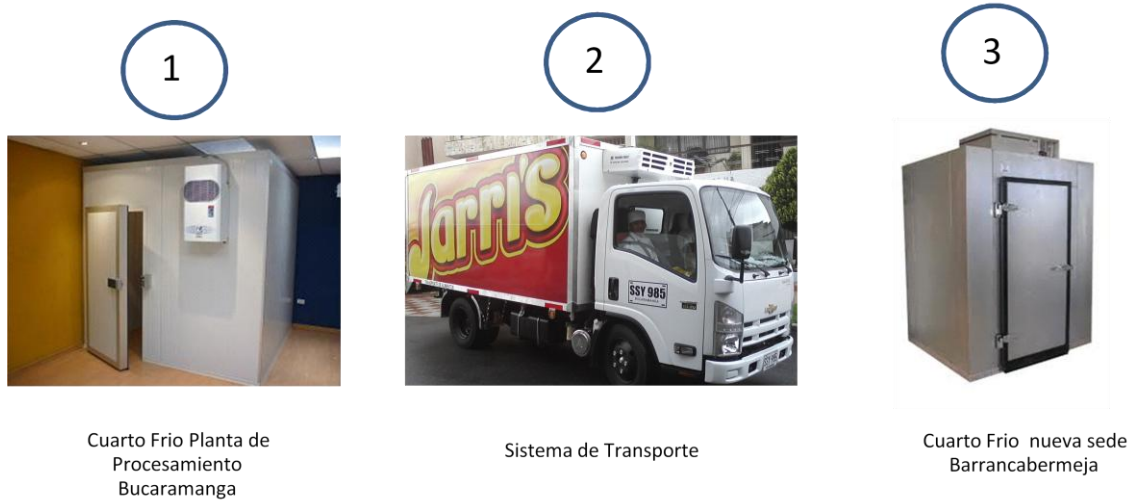 1
2
3
Jarri's
SSY 985
Cuarto Frio Planta de
Procesamiento
Bucaramanga
Sistema de Transporte
Cuarto Frio nueva sede
Barrancabermeja